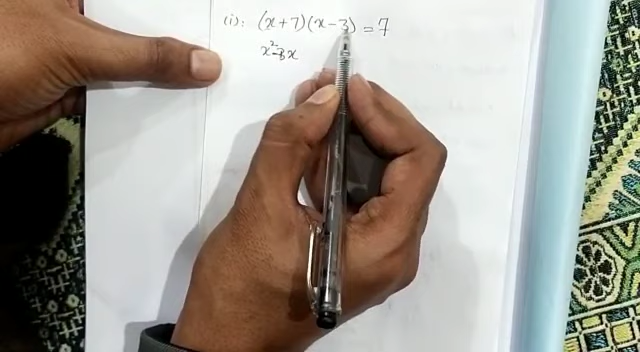 (i): (x+7)(x-3) = 7
x²-3x